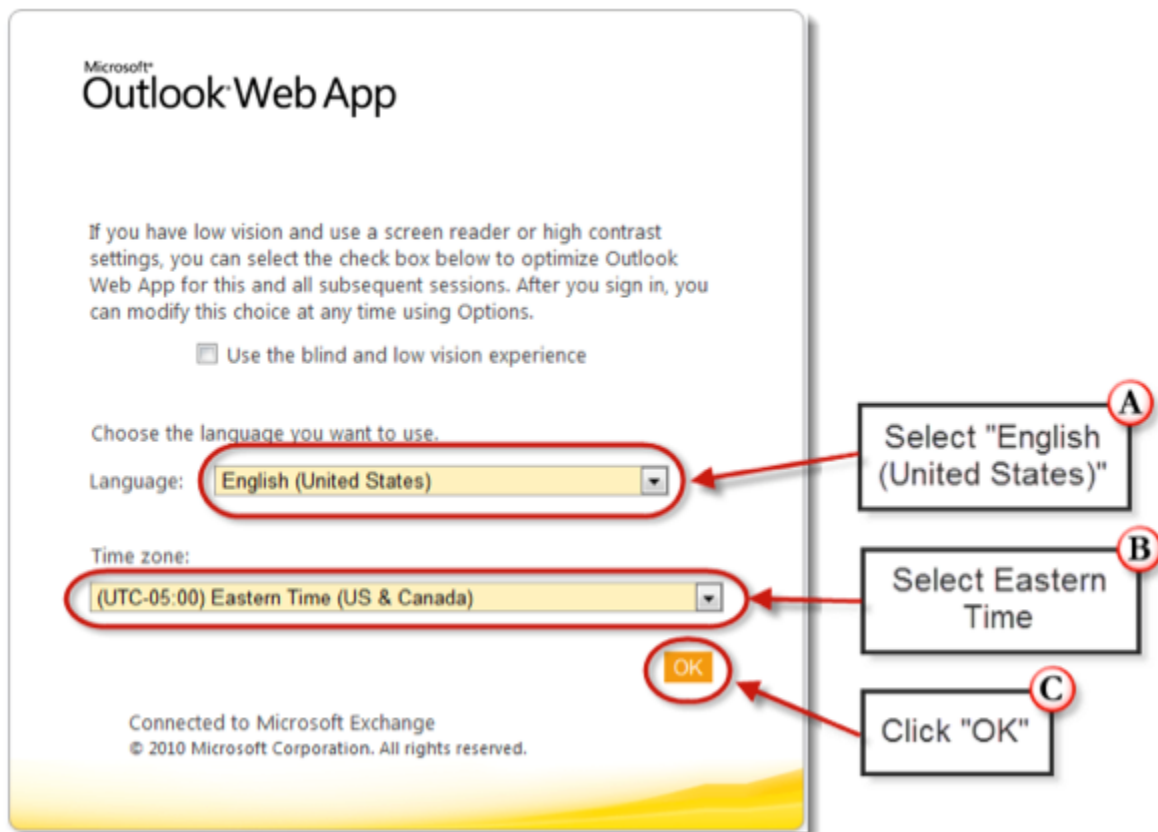 Microsoft®
Outlook® Web App
If you have low vision and use a screen reader or high contrast
settings, you can select the check box below to optimize Outlook
Web App for this and all subsequent sessions. After you sign in, you
can modify this choice at any time using Options.
Use the blind and low vision experience
Choose the language you want to use.
Language: English (United States)
A
Select "English
(United States)"
Time zone:
(UTC-05:00) Eastern Time (US & Canada)
B
Select Eastern
Time
OK
C
Click "OK"
Connected to Microsoft Exchange
© 2010 Microsoft Corporation. All rights reserved.